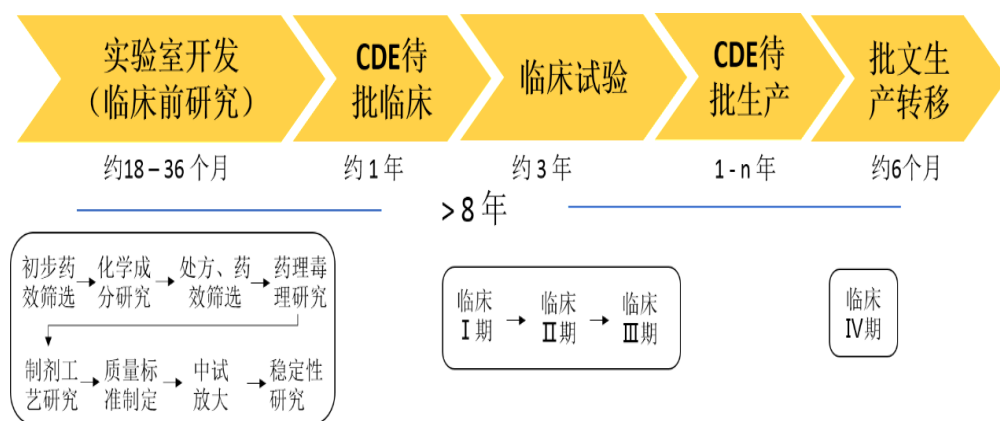 实验室开发
（临床前研究）
CDE待
批临床
临床试验
CDE待
批生产
批文生
产转移
约18 – 36 个月
约 1 年
约 3 年
1 - n 年
约6个月
> 8 年
初步药
效筛选
化学成
分研究
处方、药
效筛选
药理毒
理研究
制剂工
艺研究
质量标
准制定
中试
放大
稳定性
研究
临床
Ⅰ期
临床
Ⅱ期
临床
Ⅲ期
临床
Ⅳ期